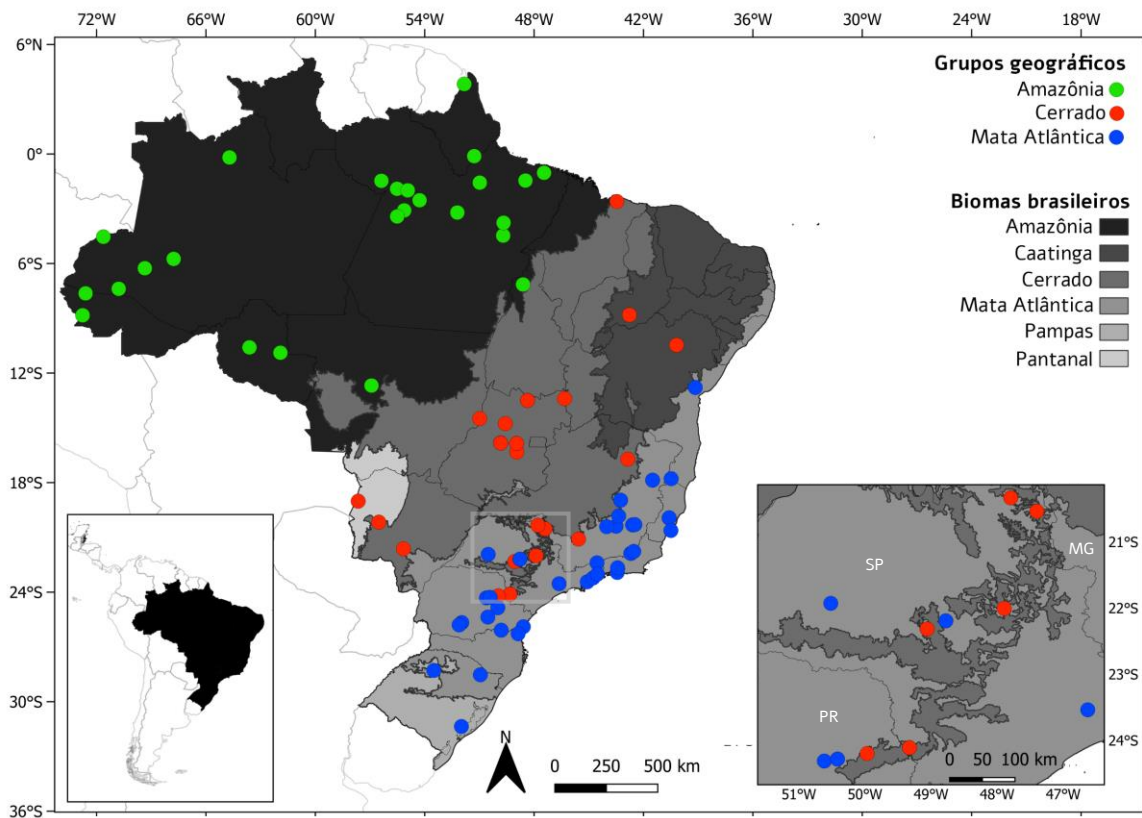 72°W 66°W 60°W 54°W 48°W 42°W 36°W 30°W 24°W 18°W
6°N
0°
6°S
12°S
18°S
24°S
30°S
36°S
Grupos geográficos
Amazônia
Cerrado
Mata Atlântica
Biomas brasileiros
Amazônia
Caatinga
Cerrado
Mata Atlântica
Pampas
Pantanal
N
0 250 500 km
SP
MG
PR
22°S
23°S
24°S
0 50 100 km
51°W 50°W 49°W 48°W 47°W